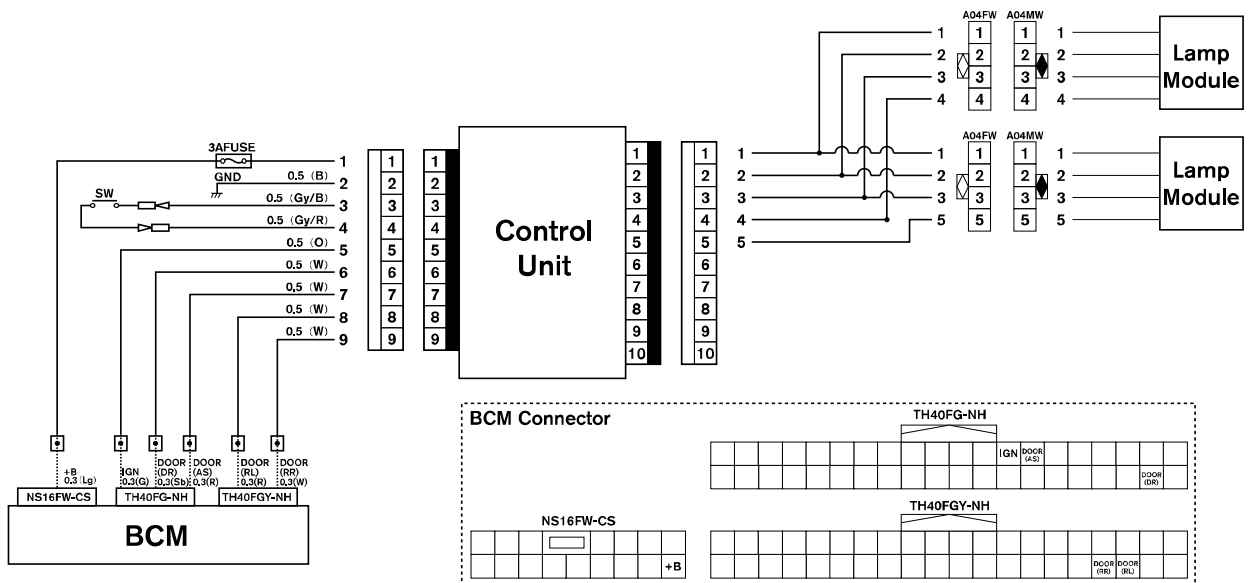 A04FW A04MW
1 1 1 1
2 2 2 2
3 3 3 3
4 4 4 4
Lamp
Module
A04FW A04MW
1 1 1 1 1
2 2 2 2 2
3 3 3 3 3
4
5 5 5 5
5
Lamp
Module
3AFUSE
1
GND 0.5 (B) 2
SW 0.5 (Gy/B) 3
0.5 (Gy/R) 4
0.5 (O) 5
0.5 (W) 6
0.5 (W) 7
0.5 (W) 8
0.5 (W) 9
1 1
2 2
3 3
4 4
5 5
6 6
7 7
8 8
9 9
Control
Unit
1 1
2 2
3 3
4 4
5 5
6 6
7 7
8 8
9 9
10 10
+B
0.3(Lg)
IGN
0.3(G)
DOOR
(DR)
0.3(Sb)
DOOR
(AS)
0.3(R)
DOOR
(RL)
0.3(R)
DOOR
(RR)
0.3(W)
NS16FW-CS TH40FG-NH TH40FGY-NH
BCM
BCM Connector
TH40FG-NH
IGN DOOR
(AS)
DOOR
(DR)
NS16FW-CS
+B
TH40FGY-NH
DOOR
(RR)
DOOR
(RL)